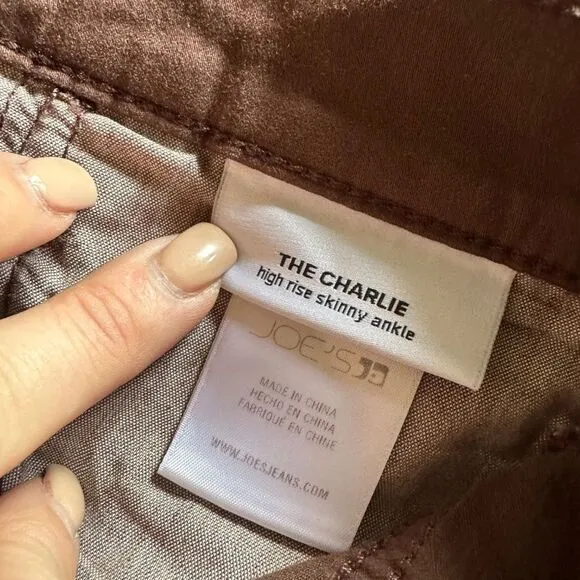 THE CHARLIE
high rise skinny ankle
JOE'S
MADE IN CHINA
HECHO EN CHINA
FABRIQUÉ EN CHINE
WWW.JOESJEANS.COM